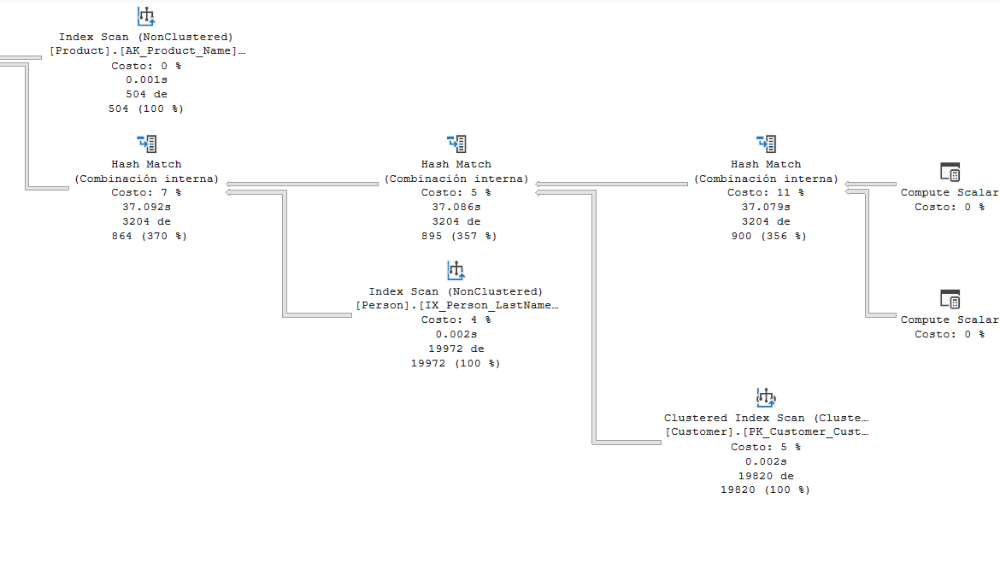 Index Scan (NonClustered)
[Product].[AK_Product_Name]…
Costo: 0 %
0.001s
504 de
504 (100 %)
Hash Match
(Combinación interna)
Costo: 7 %
37.092s
3204 de
864 (370 %)
Hash Match
(Combinación interna)
Costo: 5 %
37.086s
3204 de
895 (357 %)
Hash Match
(Combinación interna)
Costo: 11 %
37.079s
3204 de
900 (356 %)
Compute Scalar
Costo: 0 %
Index Scan (NonClustered)
[Person].[IX_Person_LastName…
Costo: 4 %
0.002s
19972 de
19972 (100 %)
Compute Scalar
Costo: 0 %
Clustered Index Scan (Cluste…
[Customer].[PK_Customer_Cust…
Costo: 5 %
0.002s
19820 de
19820 (100 %)